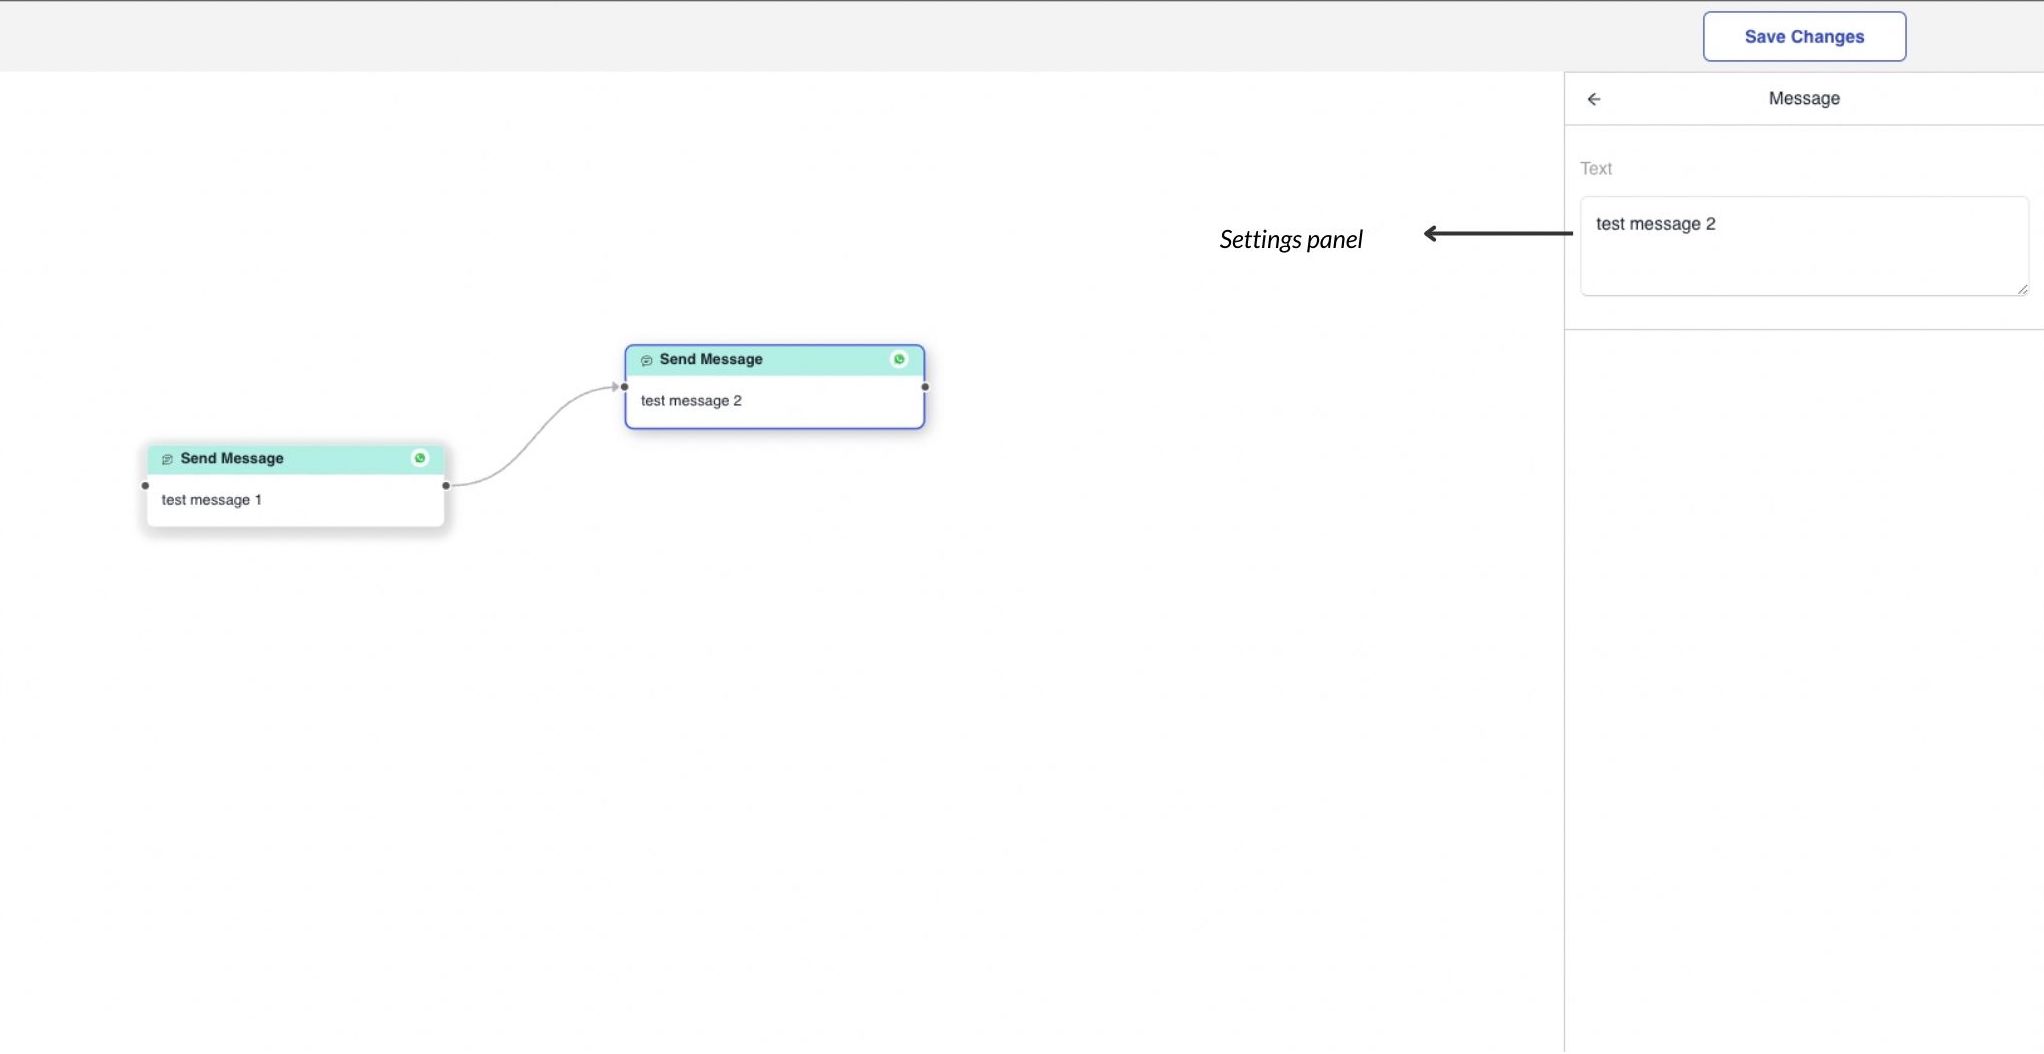 Save Changes
Message
Text
test message 2
Settings panel
Send Message
test message 2
Send Message
test message 1